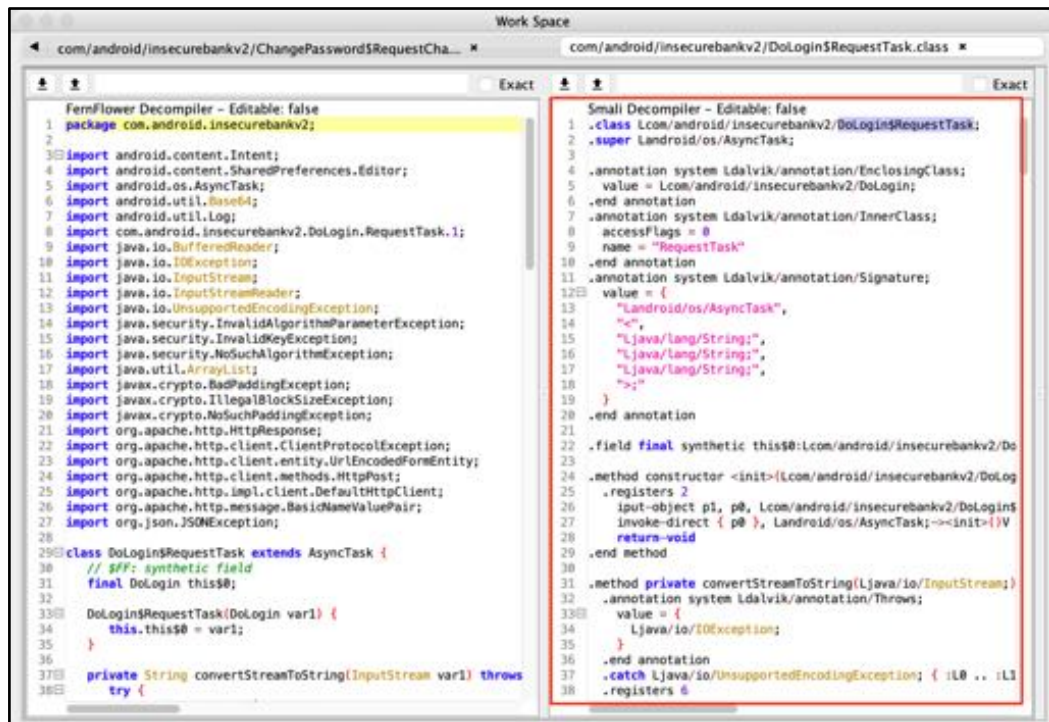 Work Space
com/android/insecurebankv2/ChangePassword$RequestCha... ×
com/android/insecurebankv2/DoLogin$RequestTask.class ×
Exact
FernFlower Decompiler - Editable: false
1 package com.android.insecurebankv2;
2
3 import android.content.Intent;
4 import android.content.SharedPreferences.Editor;
5 import android.os.AsyncTask;
6 import android.util.Base64;
7 import android.util.Log;
8 import com.android.insecurebankv2.DoLogin.RequestTask.1;
9 import java.io.BufferedReader;
10 import java.io.IOException;
11 import java.io.InputStream;
12 import java.io.InputStreamReader;
13 import java.io.UnsupportedEncodingException;
14 import java.security.InvalidAlgorithmParameterException;
15 import java.security.InvalidKeyException;
16 import java.security.NoSuchAlgorithmException;
17 import java.util.ArrayList;
18 import javax.crypto.BadPaddingException;
19 import javax.crypto.IllegalBlockSizeException;
20 import javax.crypto.NoSuchPaddingException;
21 import org.apache.http.HttpResponse;
22 import org.apache.http.client.ClientProtocolException;
23 import org.apache.http.client.entity.UrlEncodedFormEntity;
24 import org.apache.http.client.methods.HttpPost;
25 import org.apache.http.impl.client.DefaultHttpClient;
26 import org.apache.http.message.BasicNameValuePair;
27 import org.json.JSONException;
28
29 class DoLogin$RequestTask extends AsyncTask {
30 // $FF: synthetic field
31 final DoLogin this$0;
32
33 DoLogin$RequestTask(DoLogin var1) {
34 this.this$0 = var1;
35 }
36
37 private String convertStreamToString(InputStream var1) throws
38 try {
Exact
Smali Decompiler - Editable: false
1 .class Lcom/android/insecurebankv2/DoLogin$RequestTask;
2 .super Landroid/os/AsyncTask;
3
4 .annotation system Ldalvik/annotation/EnclosingClass;
5 value = Lcom/android/insecurebankv2/DoLogin;
6 .end annotation
7 .annotation system Ldalvik/annotation/InnerClass;
8 accessFlags = 0
9 name = "RequestTask"
10 .end annotation
11 .annotation system Ldalvik/annotation/Signature;
12 value = {
13 "Landroid/os/AsyncTask",
14 "<",
15 "Ljava/lang/String;",
16 "Ljava/lang/String;",
17 "Ljava/lang/String;",
18 ">;"
19 }
20 .end annotation
21
22 .field final synthetic this$0:Lcom/android/insecurebankv2/Do
23
24 .method constructor <init>(Lcom/android/insecurebankv2/DoLog
25 .registers 2
26 iput-object p1, p0, Lcom/android/insecurebankv2/DoLogin$
27 invoke-direct { p0 }, Landroid/os/AsyncTask;-><init>()V
28 return-void
29 .end method
30
31 .method private convertStreamToString(Ljava/io/InputStream;)
32 .annotation system Ldalvik/annotation/Throws;
33 value = {
34 Ljava/io/IOException;
35 }
36 .end annotation
37 .catch Ljava/io/UnsupportedEncodingException; { :L0 .. :L1
38 .registers 6